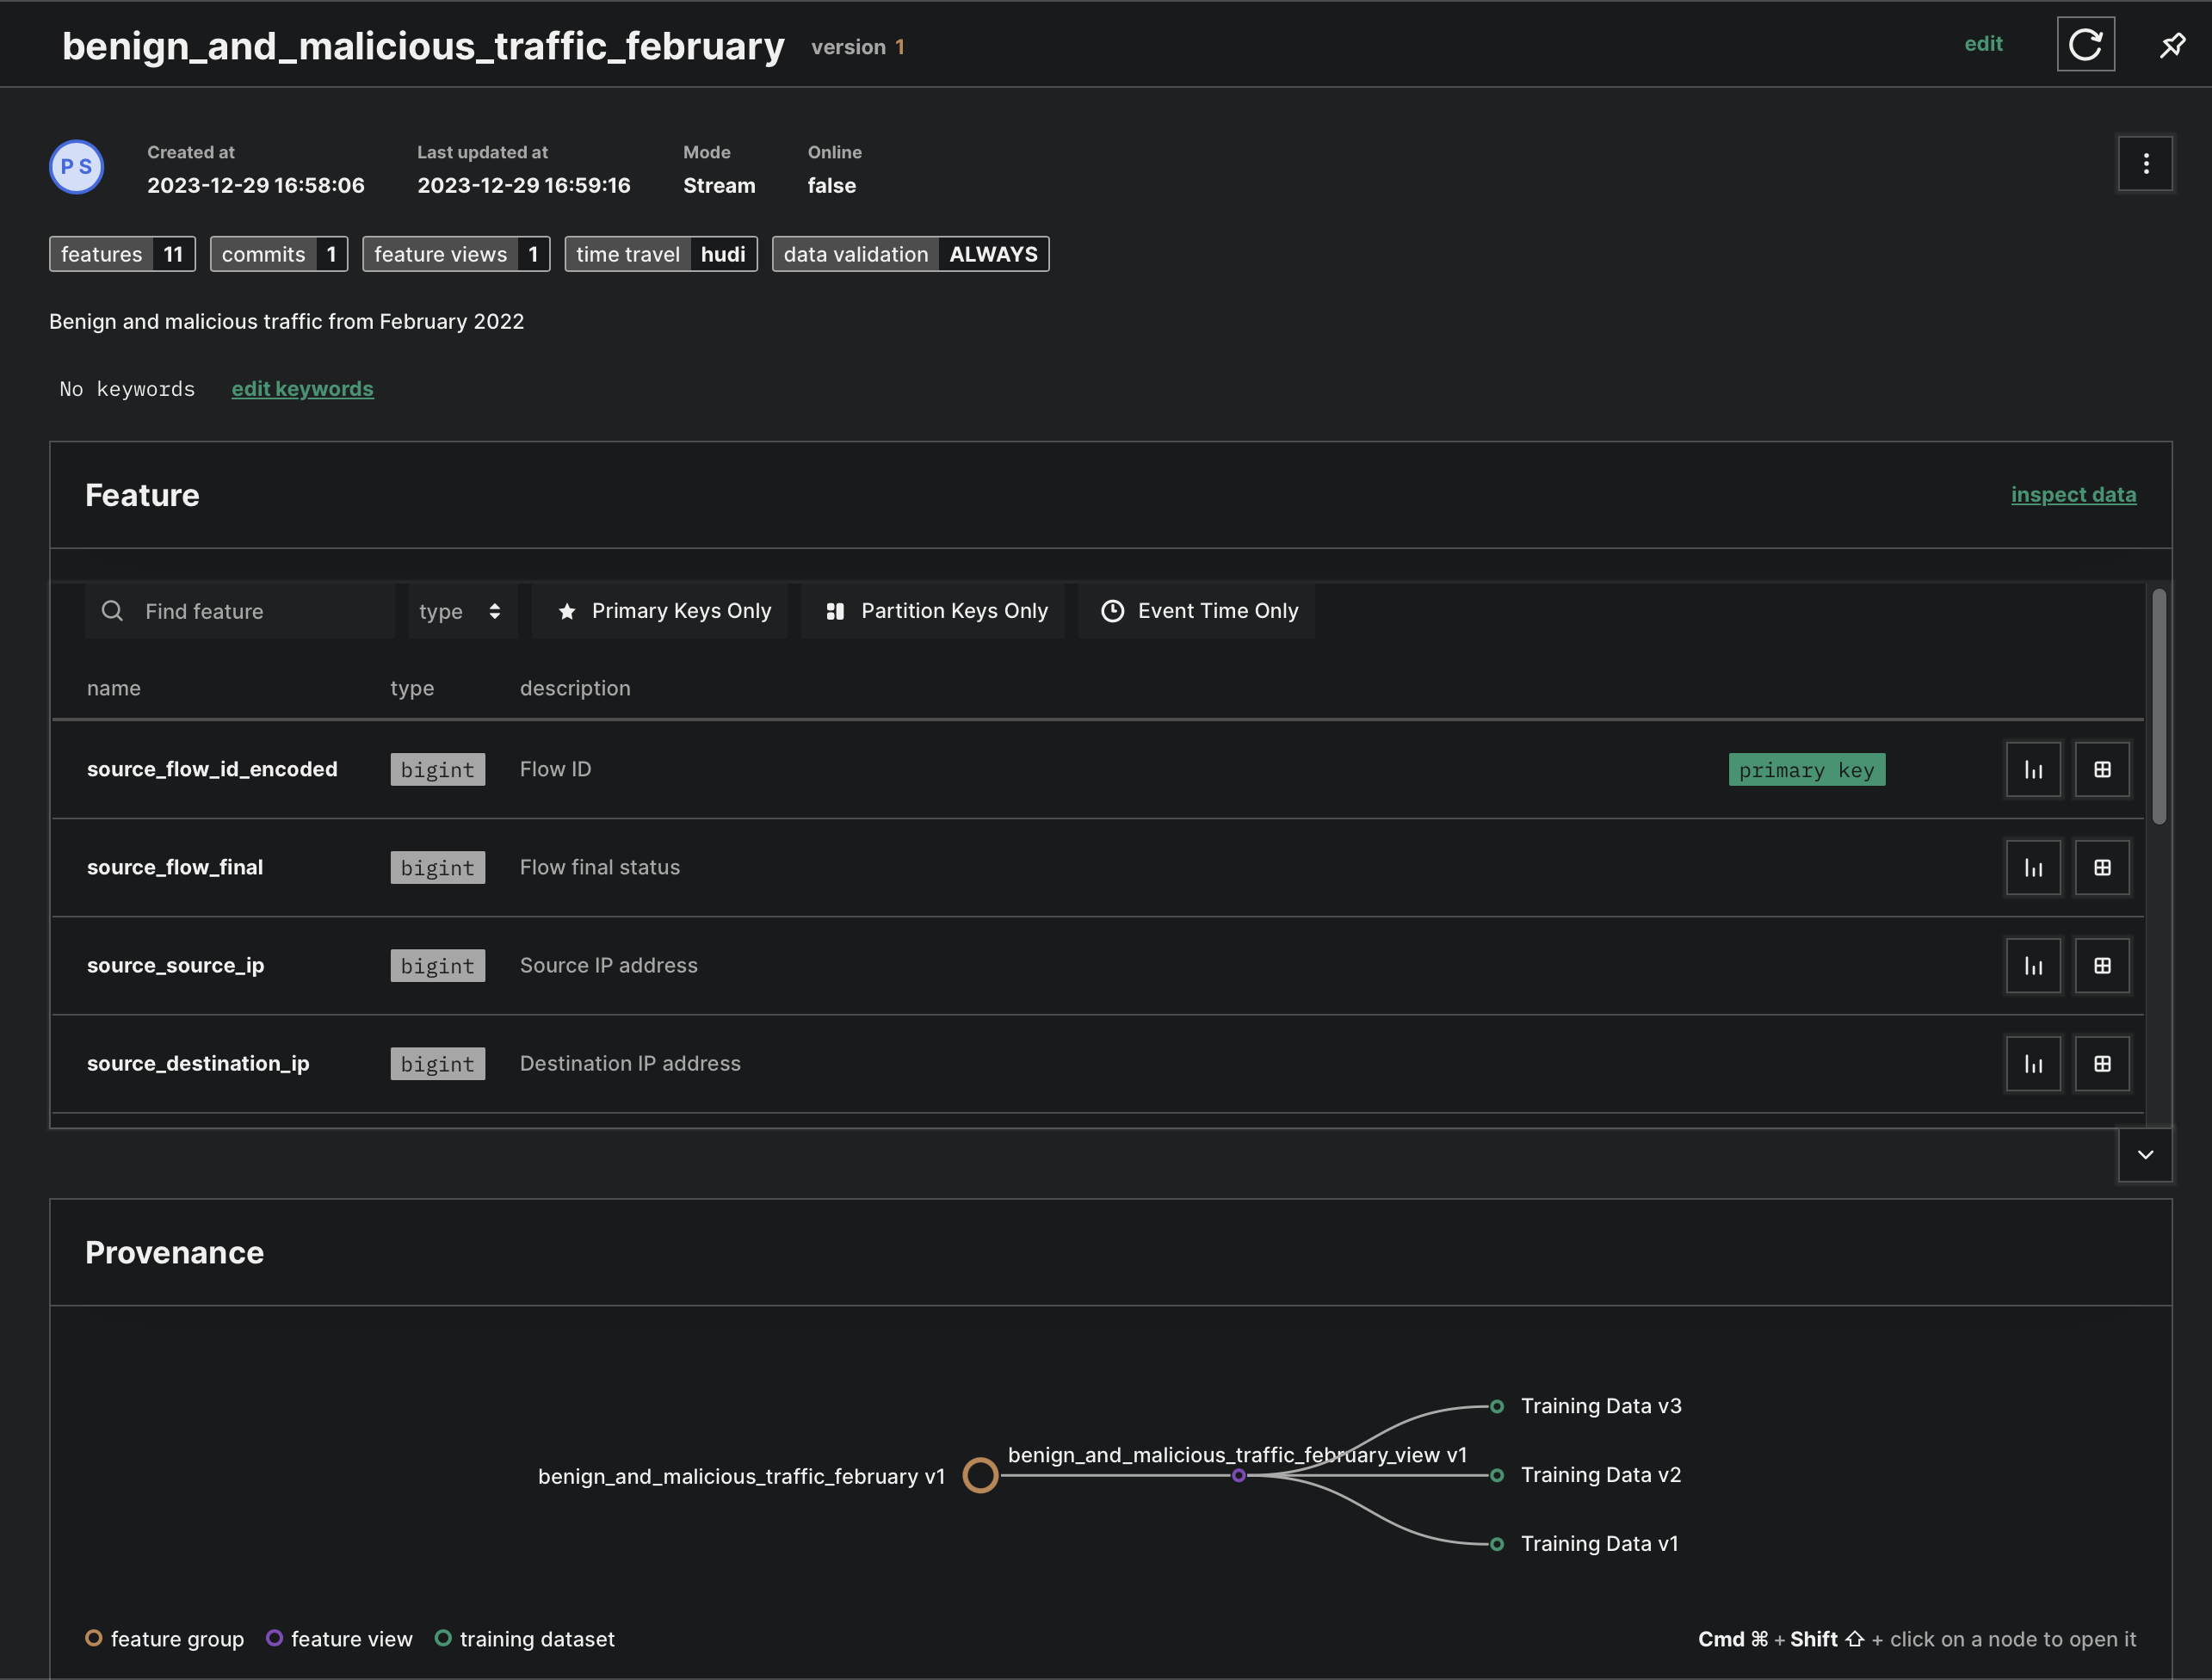 benign_and_malicious_traffic_february version 1 edit
PS
Created at Last updated at Mode Online
2023-12-29 16:58:06 2023-12-29 16:59:16 Stream false
features 11 commits 1 feature views 1 time travel hudi data validation ALWAYS
Benign and malicious traffic from February 2022
No keywords edit keywords
Feature inspect data
Find feature type Primary Keys Only Partition Keys Only Event Time Only
name type description
source_flow_id_encoded bigint Flow ID primary key
source_flow_final bigint Flow final status
source_source_ip bigint Source IP address
source_destination_ip bigint Destination IP address
Provenance
Training Data v3
benign_and_malicious_traffic_february_view v1
benign_and_malicious_traffic_february v1 Training Data v2
Training Data v1
feature group feature view training dataset Cmd ⌘ + Shift ⇧ + click on a node to open it